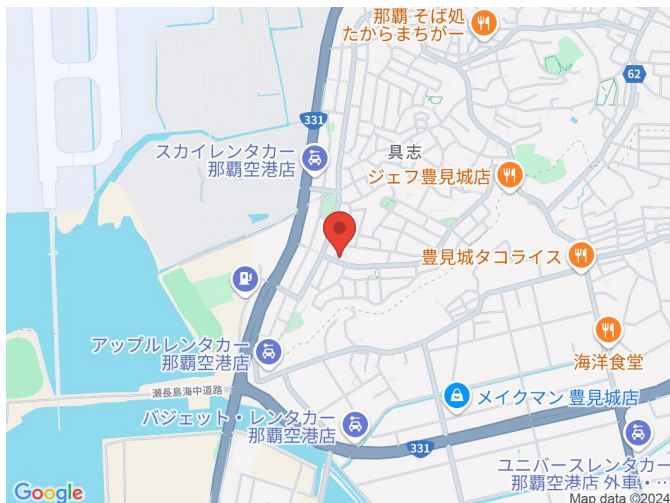 那覇 そば処
たからまちがー
62
331
スカイレンタカー
那覇空港店
具志
ジェフ豊見城店
豊見城タコライス
アップルレンタカー
那覇空港店
海洋食堂
瀬長島海中道路
メイクマン 豊見城店
バジェット・レンタカー
那覇空港店
331
ユニバースレンタカー
那覇空港店 外車・…
Google
Map data ©2024